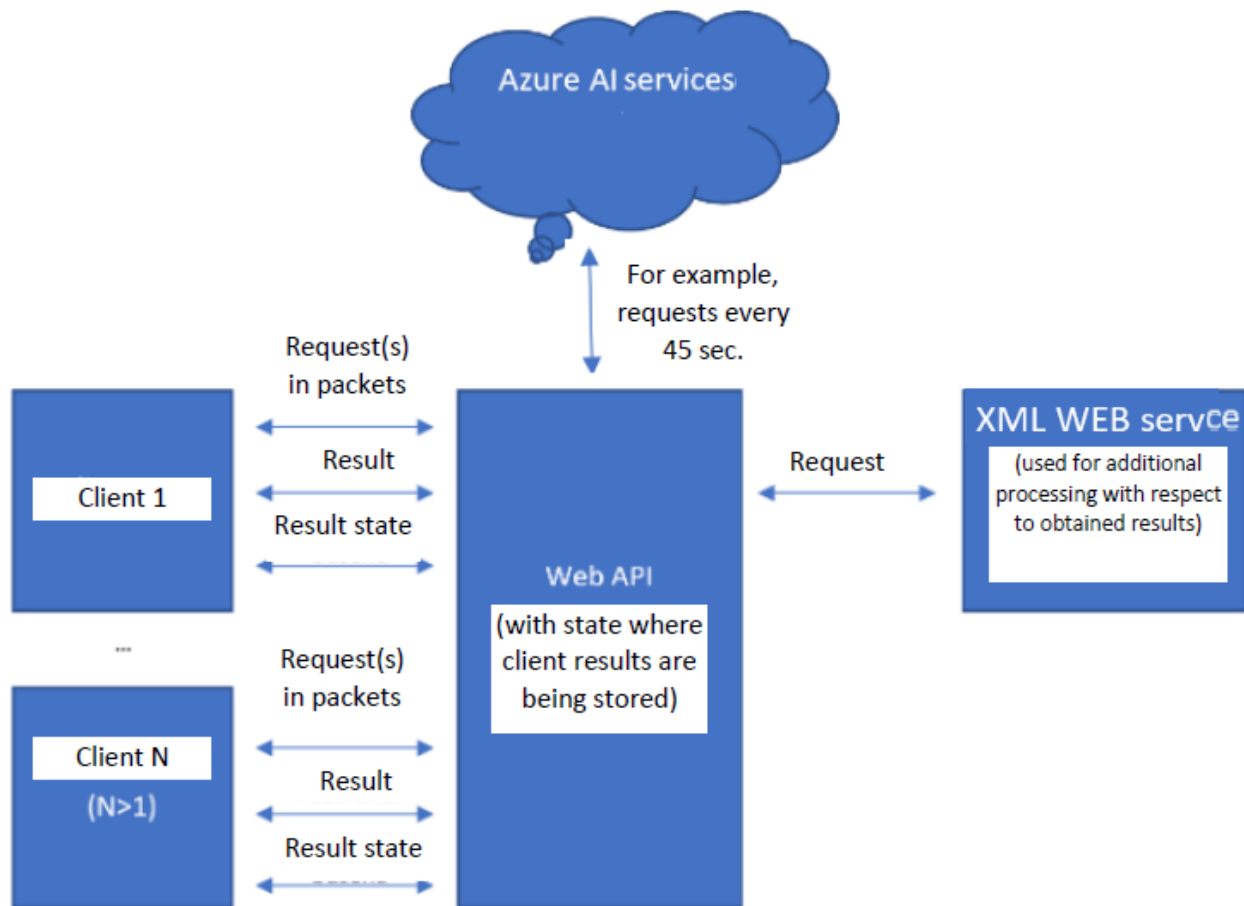 Azure AI services
For example,
requests every
45 sec.
Request(s)
in packets
Result
Result state
Client 1
...
Request(s)
in packets
Result
Result state
Client N
(N>1)
Web API
(with state where
client results are
being stored)
Request
XML WEB service
(used for additional
processing with respect
to obtained results)